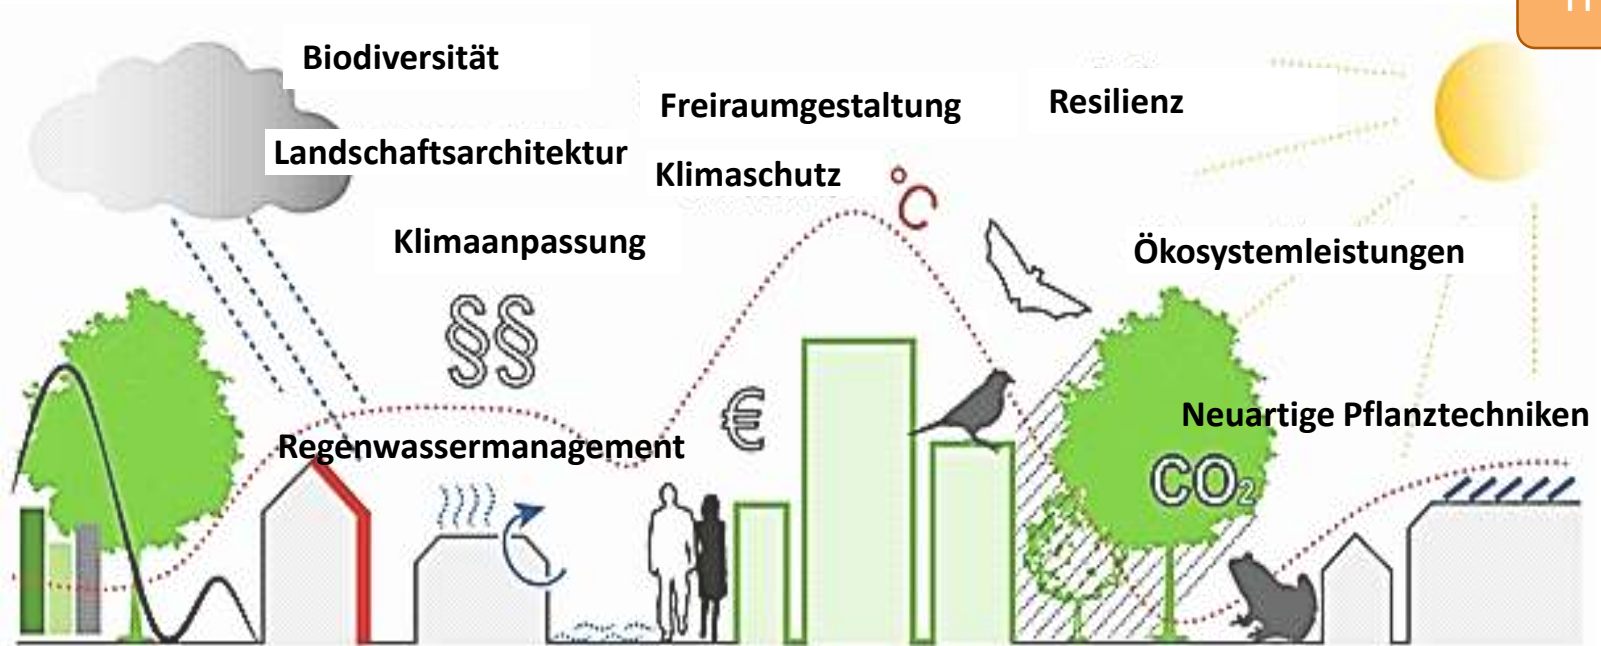 Biodiversität
Freiraumgestaltung
Resilienz
Landschaftsarchitektur
Klimaschutz
°C
Klimaanpassung
Ökosystemleistungen
§§
€
Neuartige Pflanztechniken
Regenwassermanagement
CO₂